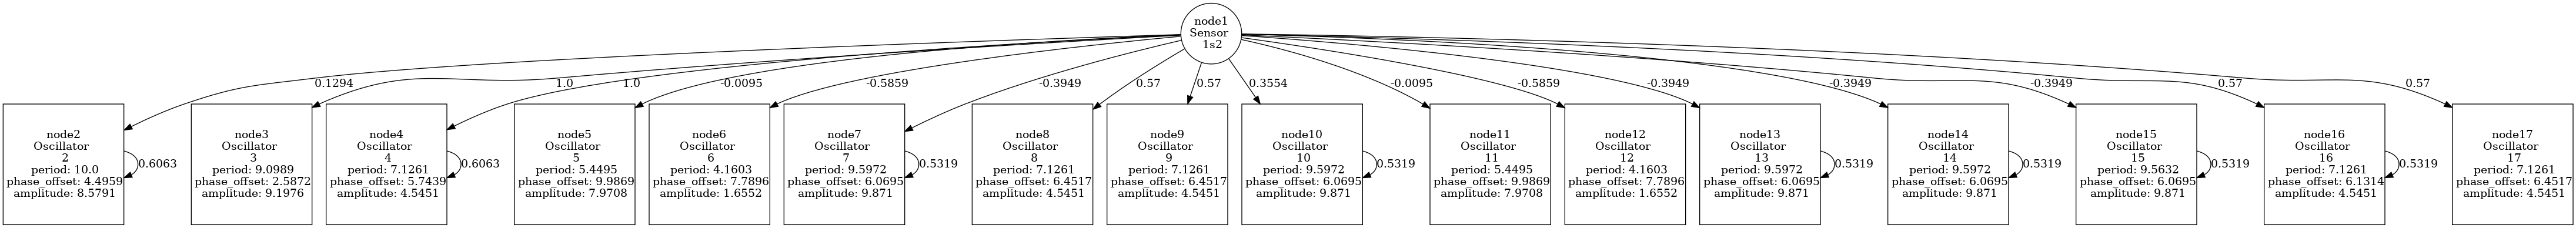 node1
Sensor
1s2
0.1294
1.0
1.0
-0.0095
-0.5859
-0.3949
0.57
0.57
0.3554
-0.0095
-0.5859
-0.3949
-0.3949
-0.3949
0.57
0.57
node2
Oscillator
2
period: 10.0
phase_offset: 4.4959
amplitude: 8.5791
0.6063
node3
Oscillator
3
period: 9.0989
phase_offset: 2.5872
amplitude: 9.1976
node4
Oscillator
4
period: 7.1261
phase_offset: 5.7439
amplitude: 4.5451
0.6063
node5
Oscillator
5
period: 5.4495
phase_offset: 9.9869
amplitude: 7.9708
node6
Oscillator
6
period: 4.1603
phase_offset: 7.7896
amplitude: 1.6552
node7
Oscillator
7
period: 9.5972
phase_offset: 6.0695
amplitude: 9.871
0.5319
node8
Oscillator
8
period: 7.1261
phase_offset: 6.4517
amplitude: 4.5451
node9
Oscillator
9
period: 7.1261
phase_offset: 6.4517
amplitude: 4.5451
node10
Oscillator
10
period: 9.5972
phase_offset: 6.0695
amplitude: 9.871
0.5319
node11
Oscillator
11
period: 5.4495
phase_offset: 9.9869
amplitude: 7.9708
node12
Oscillator
12
period: 4.1603
phase_offset: 7.7896
amplitude: 1.6552
node13
Oscillator
13
period: 9.5972
phase_offset: 6.0695
amplitude: 9.871
0.5319
node14
Oscillator
14
period: 9.5972
phase_offset: 6.0695
amplitude: 9.871
0.5319
node15
Oscillator
15
period: 9.5632
phase_offset: 6.0695
amplitude: 9.871
0.5319
node16
Oscillator
16
period: 7.1261
phase_offset: 6.1314
amplitude: 4.5451
0.5319
node17
Oscillator
17
period: 7.1261
phase_offset: 6.4517
amplitude: 4.5451